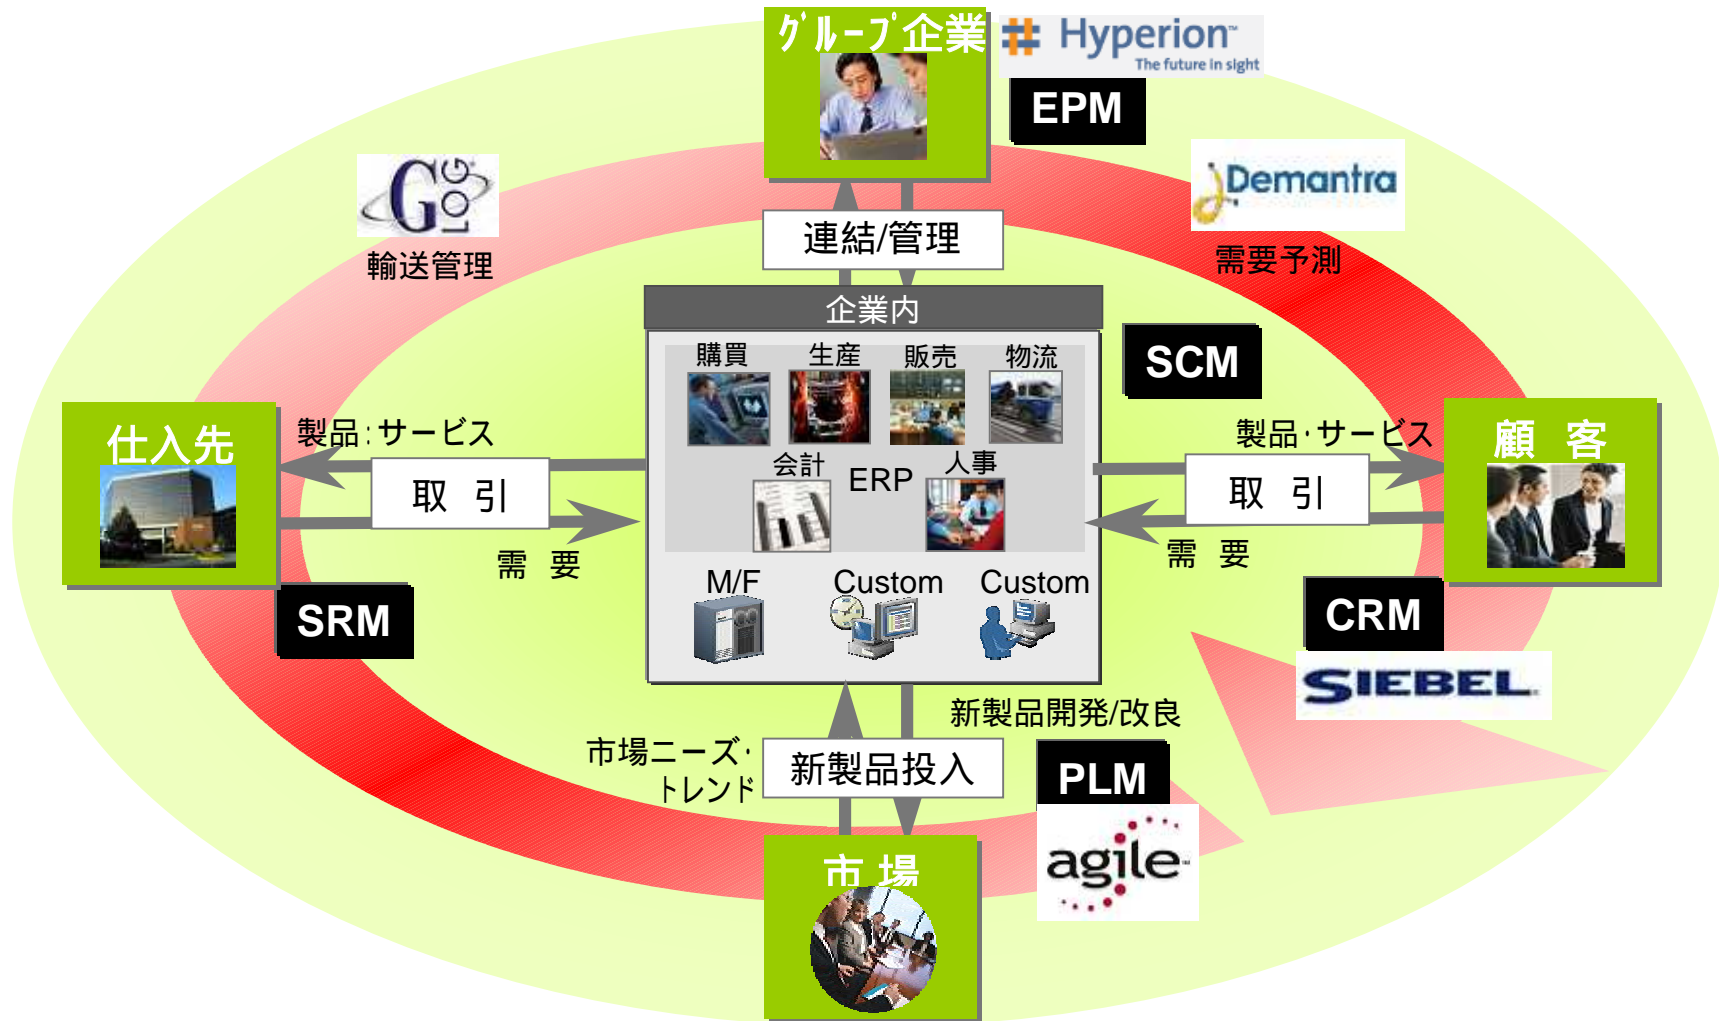 グループ企業
Hyperion™
The future in sight
EPM
G LOG
輸送管理
Demantra
需要予測
連結/管理
企業内
購買
生産
販売
物流
SCM
仕入先
製品・サービス
取 引
需 要
会計
ERP
人事
製品・サービス
取 引
需 要
顧 客
M/F
Custom
Custom
SRM
CRM
SIEBEL
新製品開発/改良
市場ニーズ・
トレンド
新製品投入
PLM
agile™
市 場